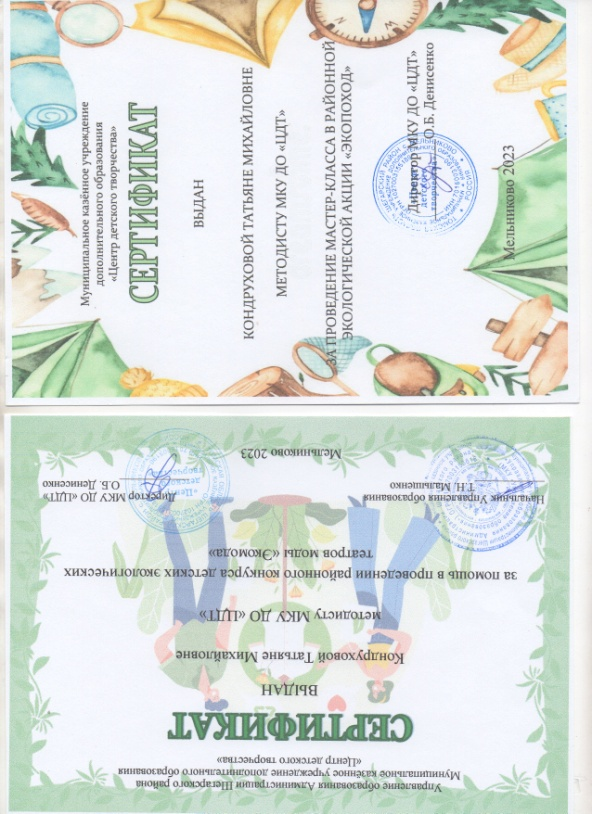 Муниципальное казённое учреждение
дополнительного образования
«Центр детского творчества»
СЕРТИФИКАТ
ВЫДАН
КОНДРУХОВОЙ ТАТЬЯНЕ МИХАЙЛОВНЕ
МЕТОДИСТУ МКУ ДО «ЦДТ»
ЗА ПРОВЕДЕНИЕ МАСТЕР-КЛАССА В РАЙОННОЙ
ЭКОЛОГИЧЕСКОЙ АКЦИИ «ЭКОПОХОД»
Директор МКУ ДО «ЦДТ»
О.Б. Денисенко
Мельниково 2023
Управление образования Администрации Шегарского района
Муниципальное казённое учреждение дополнительного образования
«Центр детского творчества»
СЕРТИФИКАТ
ВЫДАН
Кондруховой Татьяне Михайловне
методисту МКУ ДО «ЦДТ»
за помощь в проведении районного конкурса детских экологических
театров моды «Экомода»
Начальник Управления образования
Т.Н. Малышенко
Директор МКУ ДО «ЦДТ»
О.Б. Денисенко
Мельниково 2023